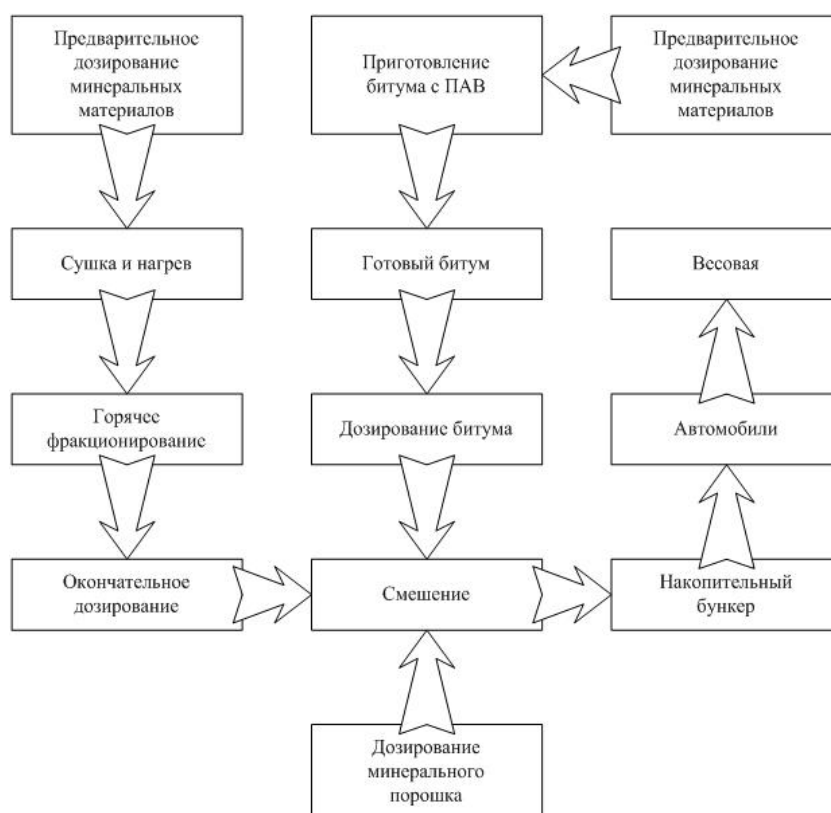 Предварительное
дозирование
минеральных
материалов
Приготовление
битума с ПАВ
Предварительное
дозирование
минеральных
материалов
Сушка и нагрев
Готовый битум
Весовая
Горячее
фракционирование
Дозирование битума
Автомобили
Окончательное
дозирование
Смешение
Накопительный
бункер
Дозирование
минерального
порошка